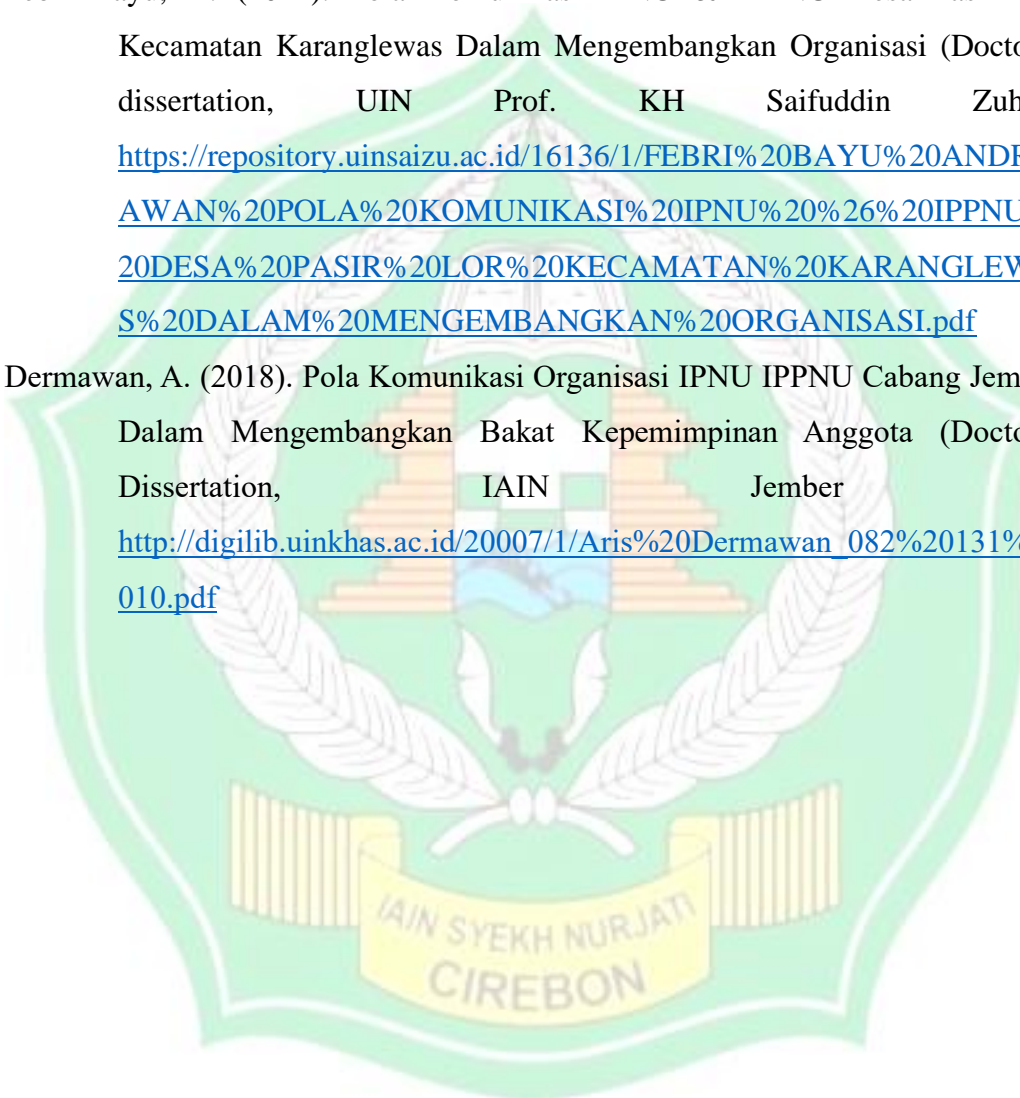 Kecamatan Karanglewas Dalam Mengembangkan Organisasi (Docto
dissertation, UIN Prof. KH Saifuddin Zuh
https://repository.uinsaizu.ac.id/16136/1/FEBRI%20BAYU%20ANDR
AWAN%20POLA%20KOMUNIKASI%20IPNU%20%26%20IPPNU
20DESA%20PASIR%20LOR%20KECAMATAN%20KARANGLEW
S%20DALAM%20MENGEMBANGKAN%20ORGANISASI.pdf
Dermawan, A. (2018). Pola Komunikasi Organisasi IPNU IPPNU Cabang Jem
Dalam Mengembangkan Bakat Kepemimpinan Anggota (Docto
Dissertation, IAIN Jember
http://digilib.uinkhas.ac.id/20007/1/Aris%20Dermawan_082%20131%
010.pdf
IAIN SYEKH NURJATI
CIREBON